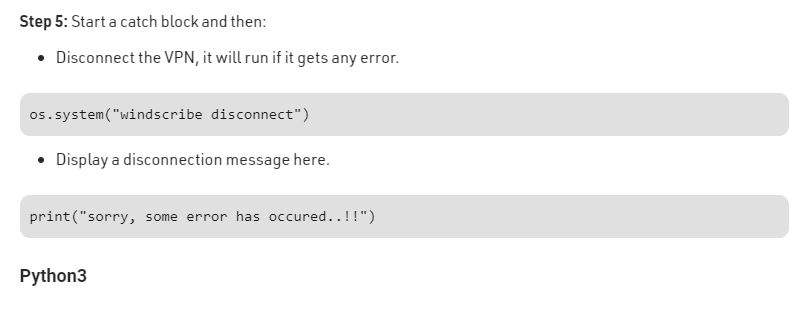 Step 5: Start a catch block and then:
• Disconnect the VPN, it will run if it gets any error.
os.system("windscribe disconnect")
• Display a disconnection message here.
print("sorry, some error has occured..!!")
Python3